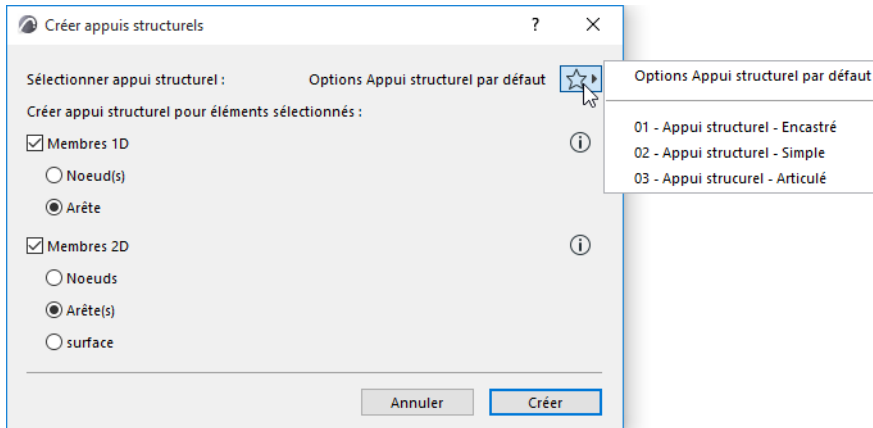 Créer appuis structurels
?
Sélectionner appui structurel :
Options Appui structurel par défaut
Créer appui structurel pour éléments sélectionnés :
Membres 1D
Noeud(s)
Arête
Membres 2D
Noeuds
Arête(s)
surface
Annuler
Créer
Options Appui structurel par défaut
01 - Appui structurel - Encastré
02 - Appui structurel - Simple
03 - Appui strucurel - Articulé